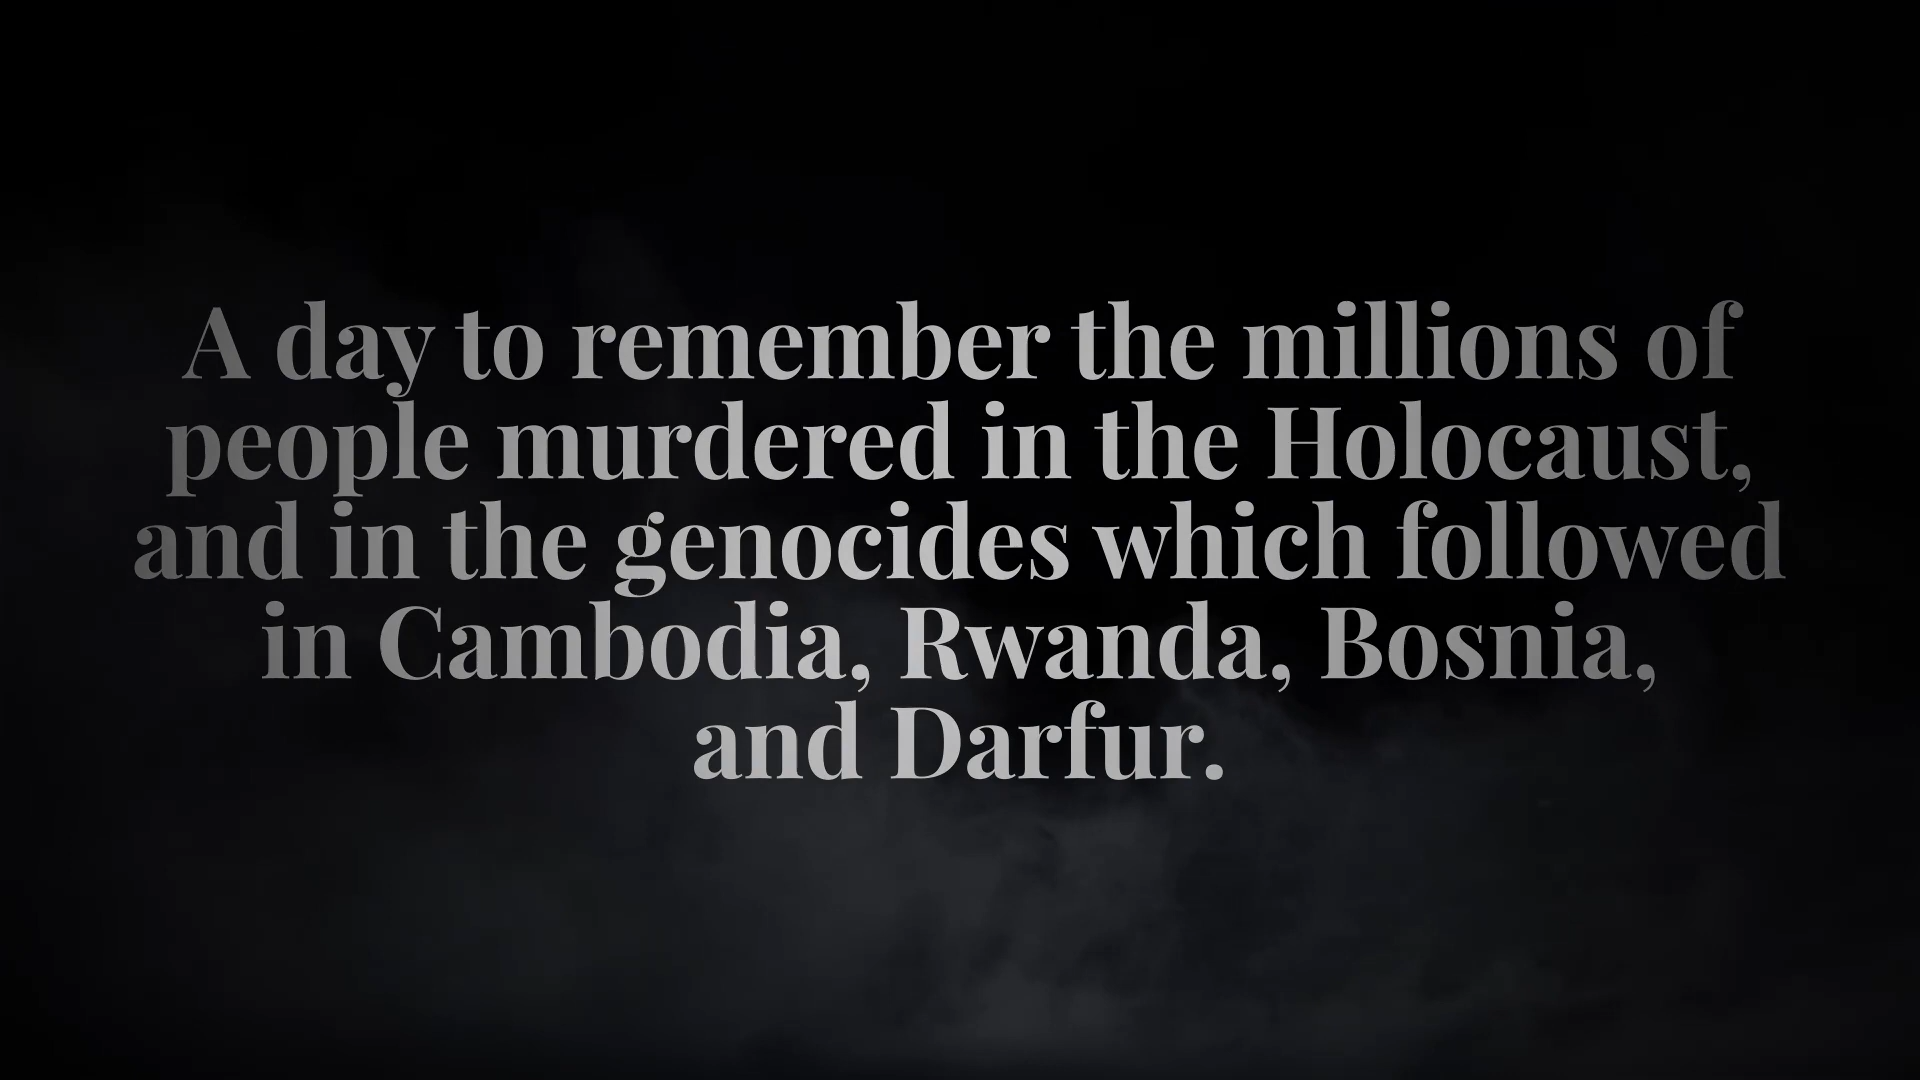 A day to remember the millions of
people murdered in the Holocaust,
and in the genocides which followed
in Cambodia, Rwanda, Bosnia,
and Darfur.